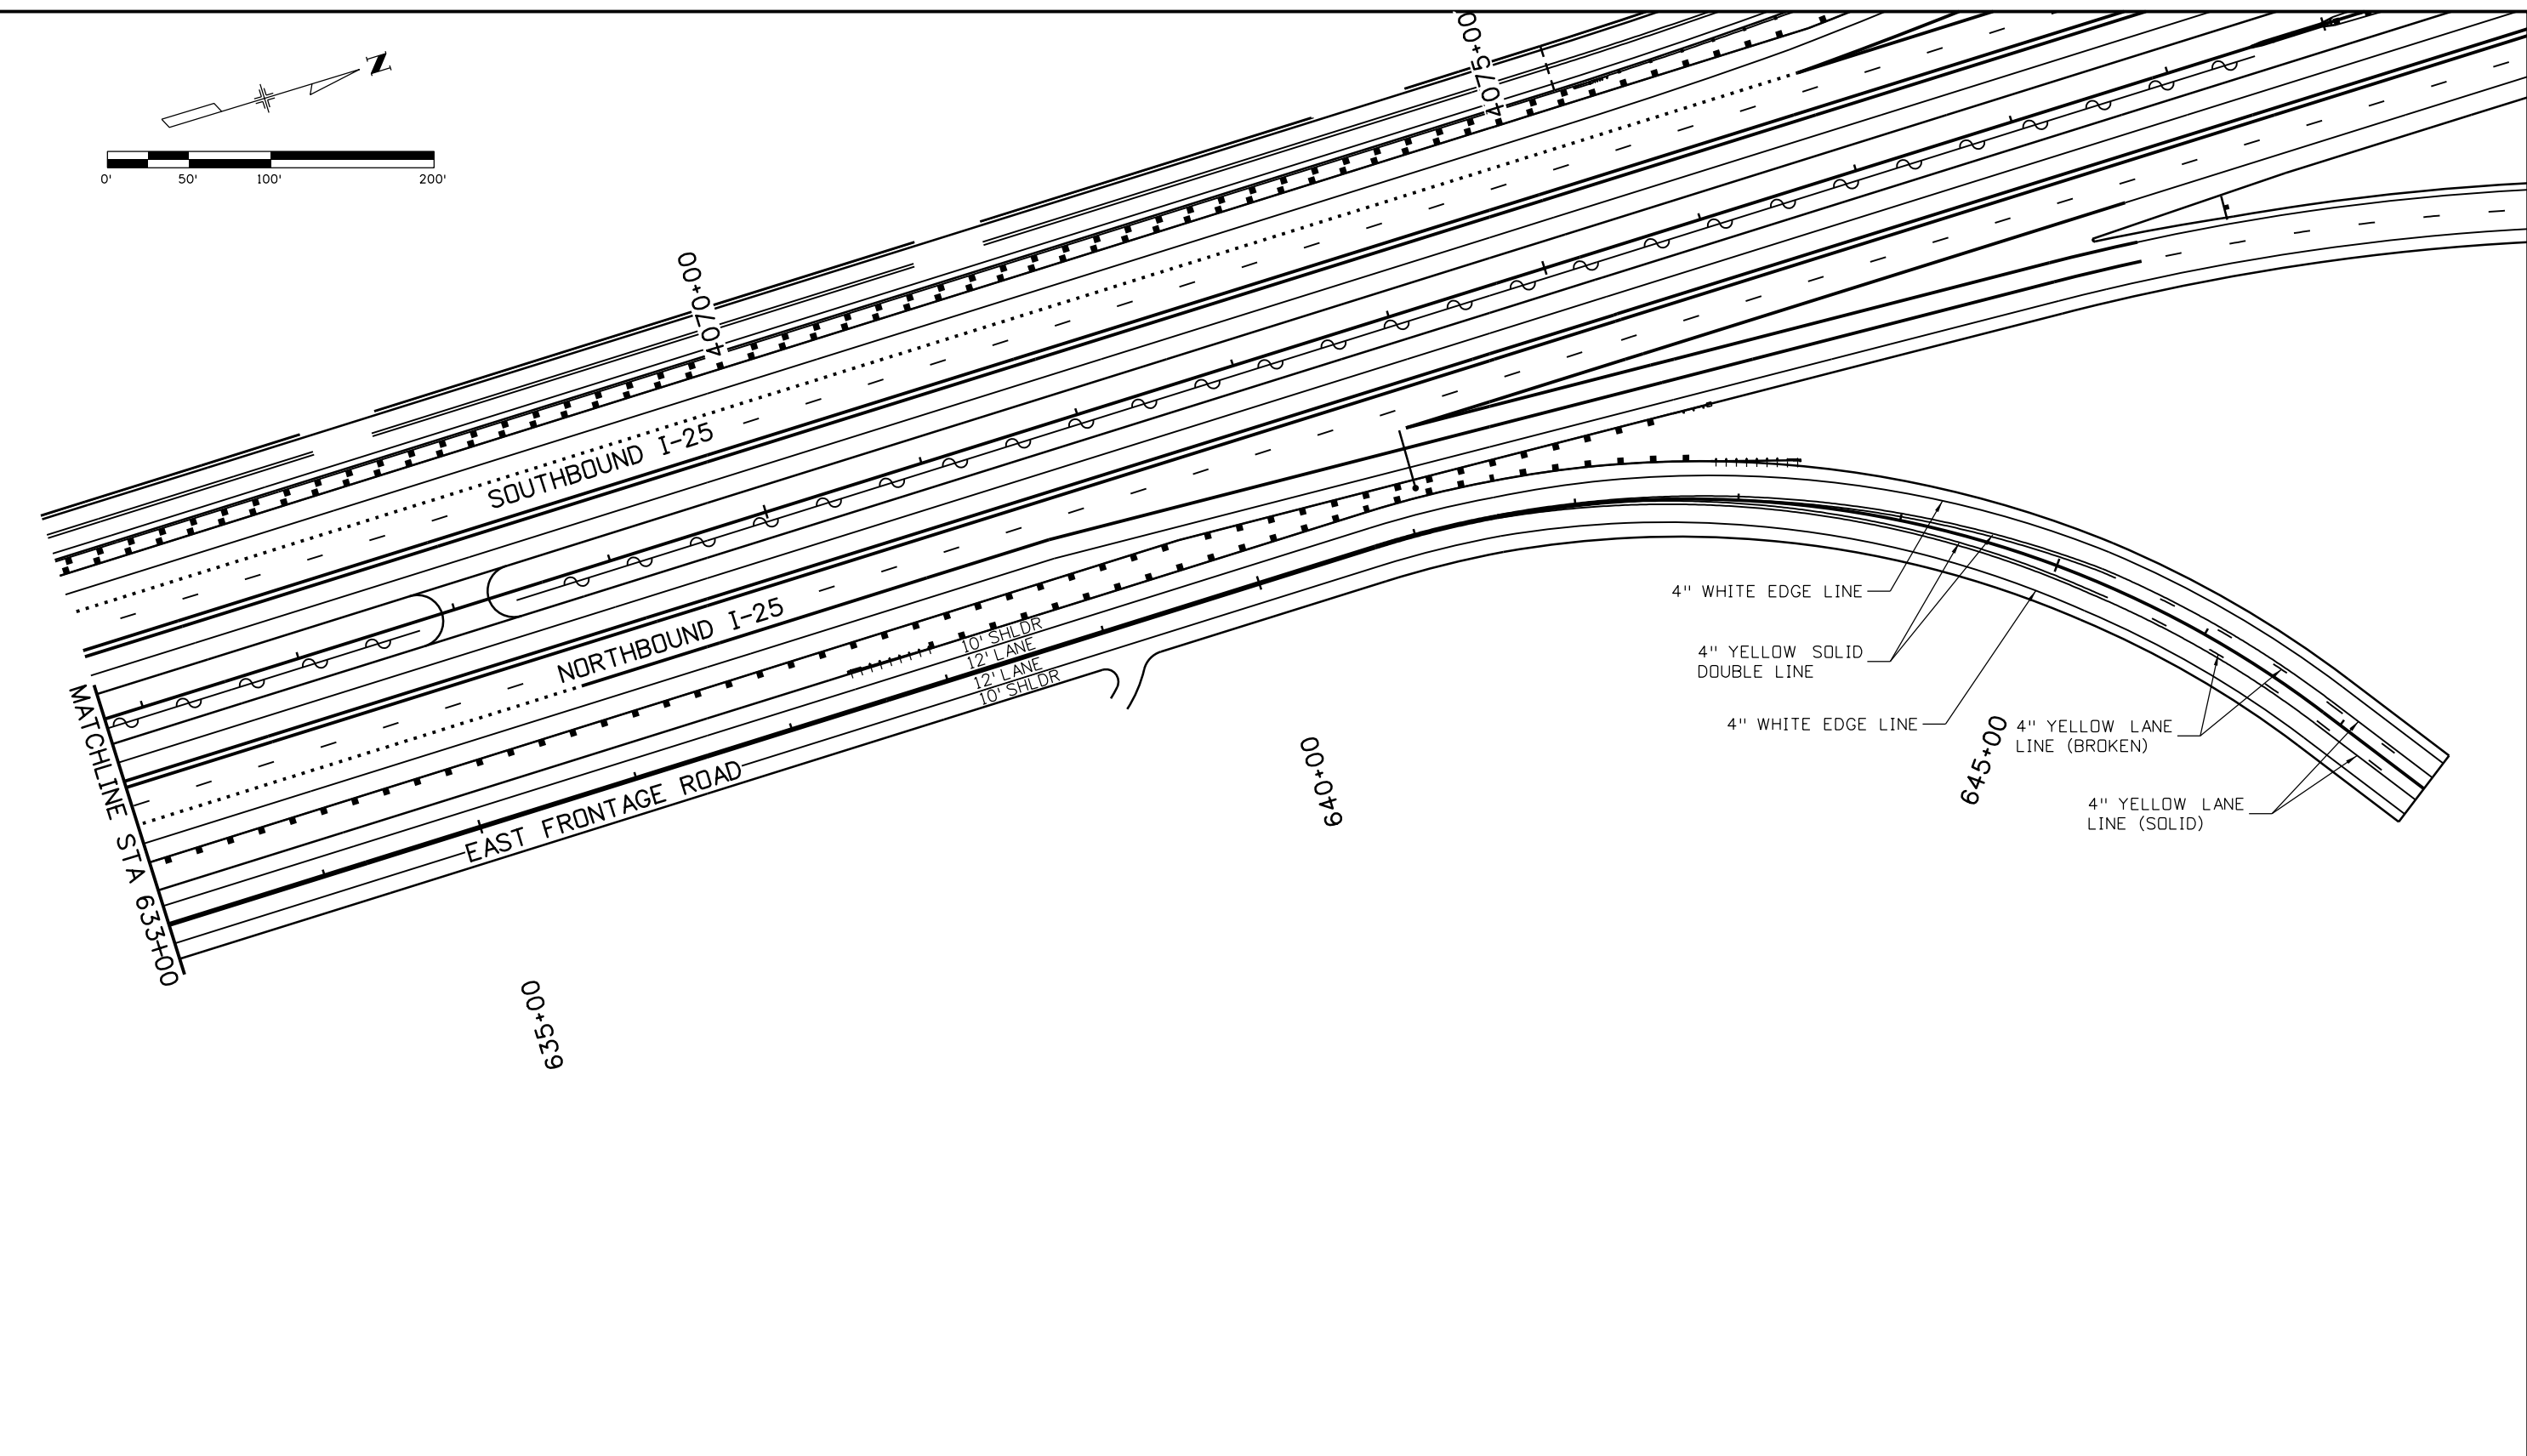 N
0' 50' 100' 200'
4075+00
4070+00
SOUTHBOUND I-25
NORTHBOUND I-25
10' SHLDR
12' LANE
12' LANE
10' SHLDR
EAST FRONTAGE ROAD
MATCHLINE STA 633+00
635+00
640+00
645+00
4" WHITE EDGE LINE
4" YELLOW SOLID
DOUBLE LINE
4" WHITE EDGE LINE
4" YELLOW LANE
LINE (BROKEN)
4" YELLOW LANE
LINE (SOLID)